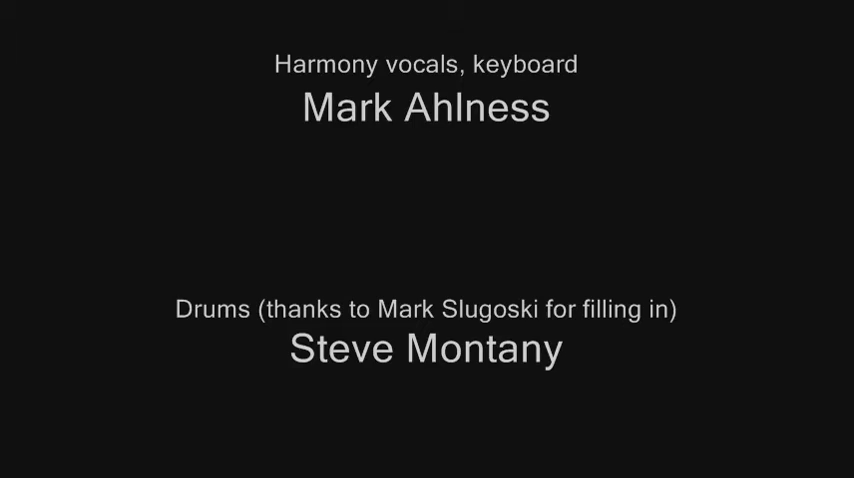 Harmony vocals, keyboard
Mark Ahlness
Drums (thanks to Mark Slugoski for filling in)
Steve Montany